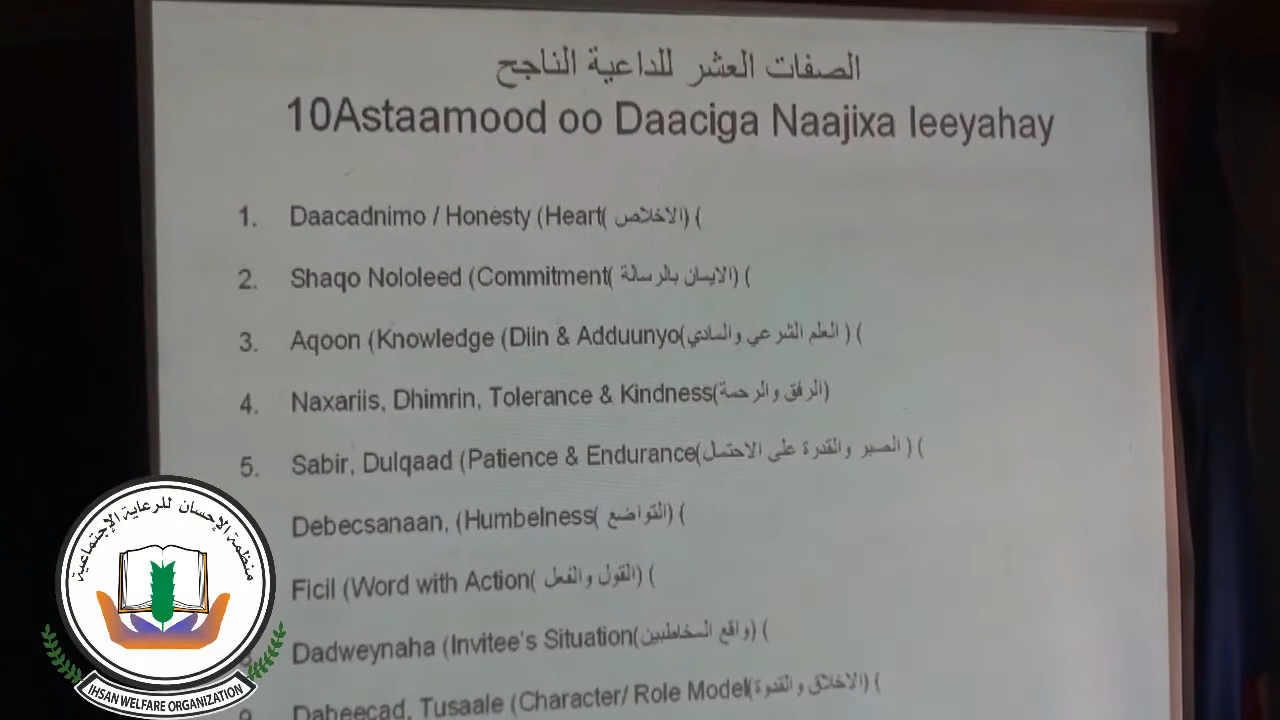 الصفات العشر للداعية الناجح
10Astaamood oo Daaciga Naajixa leeyahay
1. Daacadnimo / Honesty (Heart( الاخلاص) (
2. Shaqo Nololeed (Commitment( الايمان بالرسالة) (
3. Aqoon (Knowledge (Diin & Adduunyo(العلم الشرعي والمادي ) (
4. Naxariis, Dhimrin, Tolerance & Kindness(الرفق والرحمة)
5. Sabir, Dulqaad (Patience & Endurance(الصبر والقدرة على الاحتمال ) (
Debecsanaan, (Humbelness( التواضع) (
Ficil (Word with Action( القول والفعل) (
Dadweynaha (Invitee's Situation(واقع المخاطبين) (
9. Dabeecad, Tusaale (Character/ Role Model(الاخلاق والقدوة) (
منظمة الإحسان للرعاية الإجتماعية
IHSAN WELFARE ORGANIZATION